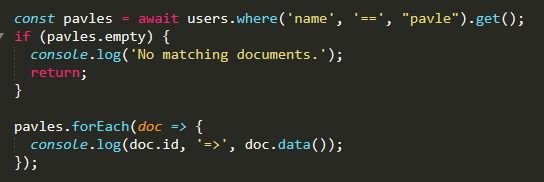 const pavles = await users.where('name', '==', "pavle").get();
if (pavles.empty) {
  console.log('No matching documents.');
  return;
}

pavles.forEach(doc => {
  console.log(doc.id, '=>', doc.data());
});